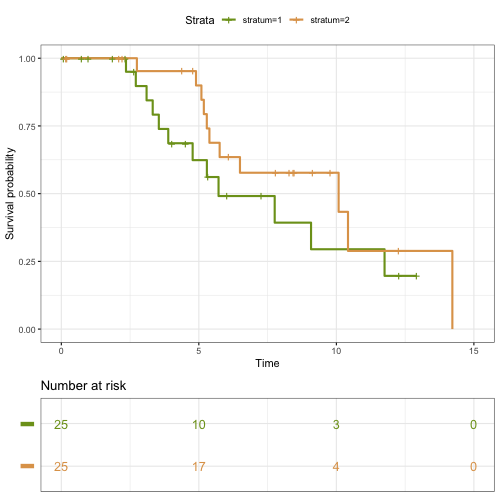 Strata stratum=1 stratum=2
1.00
0.75
0.50
0.25
0.00
Survival probability
0 5 10 15
Time
Number at risk
25 10 3 0
25 17 4 0